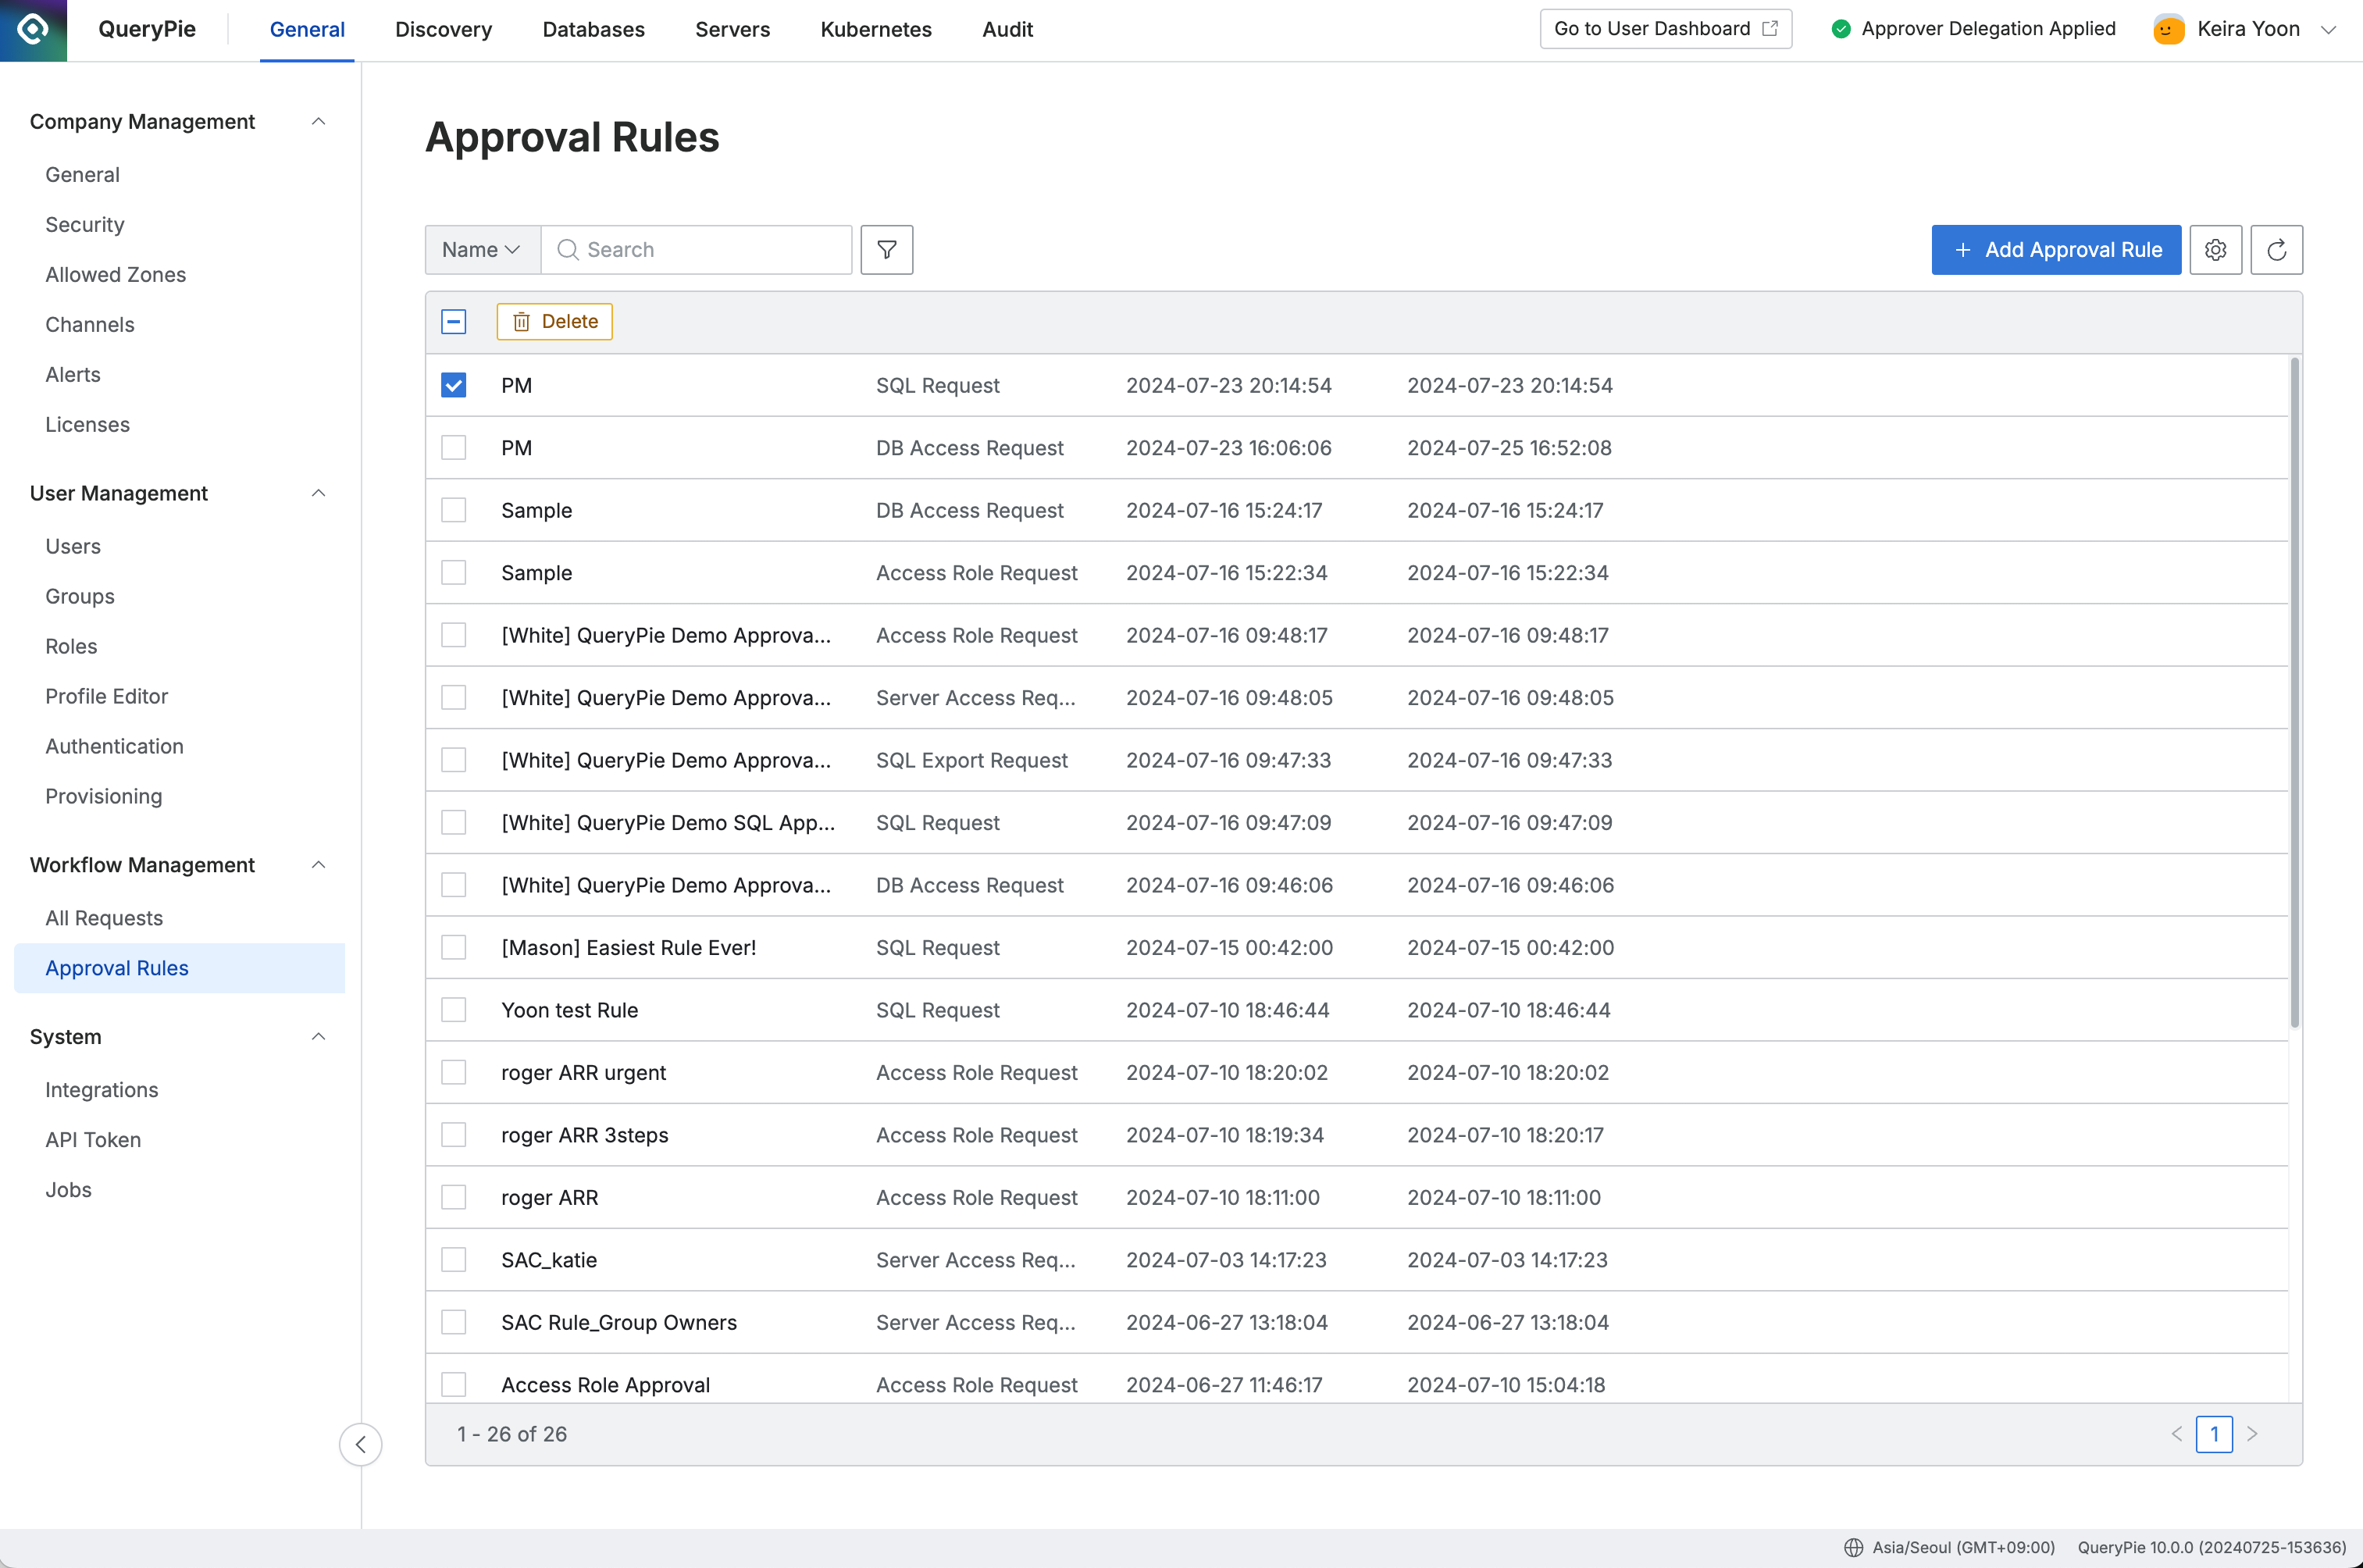 QueryPie
General
Discovery
Databases
Servers
Kubernetes
Audit
Go to User Dashboard
Approver Delegation Applied
Keira Yoon
Company Management
General
Security
Allowed Zones
Channels
Alerts
Licenses
User Management
Users
Groups
Roles
Profile Editor
Authentication
Provisioning
Workflow Management
All Requests
Approval Rules
System
Integrations
API Token
Jobs
Approval Rules
Name
Search
Add Approval Rule
Delete
PM SQL Request 2024-07-23 20:14:54 2024-07-23 20:14:54
PM DB Access Request 2024-07-23 16:06:06 2024-07-25 16:52:08
Sample DB Access Request 2024-07-16 15:24:17 2024-07-16 15:24:17
Sample Access Role Request 2024-07-16 15:22:34 2024-07-16 15:22:34
[White] QueryPie Demo Approva... Access Role Request 2024-07-16 09:48:17 2024-07-16 09:48:17
[White] QueryPie Demo Approva... Server Access Req... 2024-07-16 09:48:05 2024-07-16 09:48:05
[White] QueryPie Demo Approva... SQL Export Request 2024-07-16 09:47:33 2024-07-16 09:47:33
[White] QueryPie Demo SQL App... SQL Request 2024-07-16 09:47:09 2024-07-16 09:47:09
[White] QueryPie Demo Approva... DB Access Request 2024-07-16 09:46:06 2024-07-16 09:46:06
[Mason] Easiest Rule Ever! SQL Request 2024-07-15 00:42:00 2024-07-15 00:42:00
Yoon test Rule SQL Request 2024-07-10 18:46:44 2024-07-10 18:46:44
roger ARR urgent Access Role Request 2024-07-10 18:20:02 2024-07-10 18:20:02
roger ARR 3steps Access Role Request 2024-07-10 18:19:34 2024-07-10 18:20:17
roger ARR Access Role Request 2024-07-10 18:11:00 2024-07-10 18:11:00
SAC_katie Server Access Req... 2024-07-03 14:17:23 2024-07-03 14:17:23
SAC Rule_Group Owners Server Access Req... 2024-06-27 13:18:04 2024-06-27 13:18:04
Access Role Approval Access Role Request 2024-06-27 11:46:17 2024-07-10 15:04:18
1 - 26 of 26
1
Asia/Seoul (GMT+09:00) QueryPie 10.0.0 (20240725-153636)